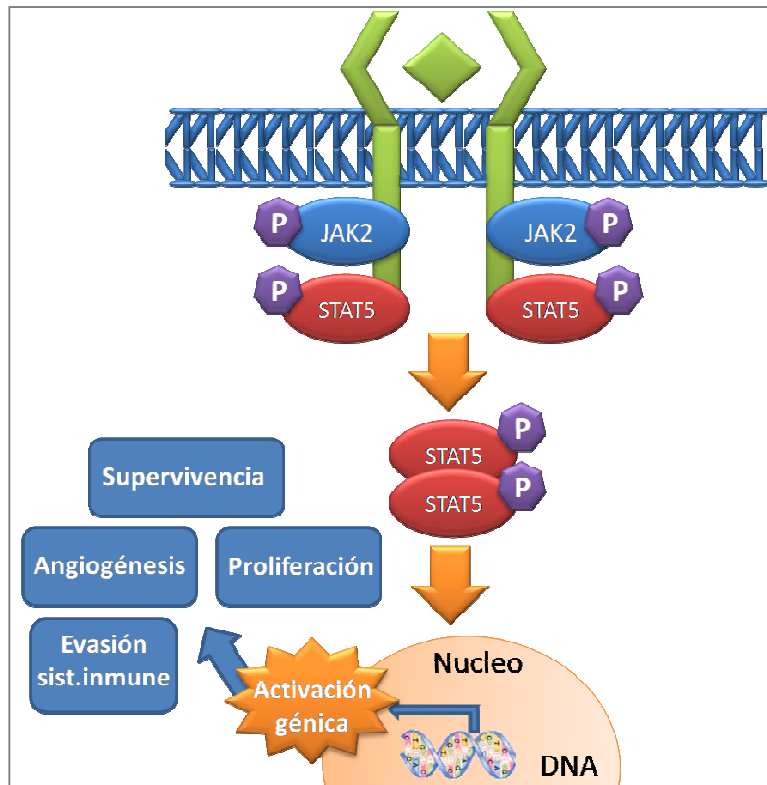 P
JAK2
JAK2
P
P
STAT5
STAT5
P
STAT5
P
STAT5
P
Supervivencia
Angiogénesis
Proliferación
Evasión
sist.inmune
Activación
génica
Nucleo
DNA